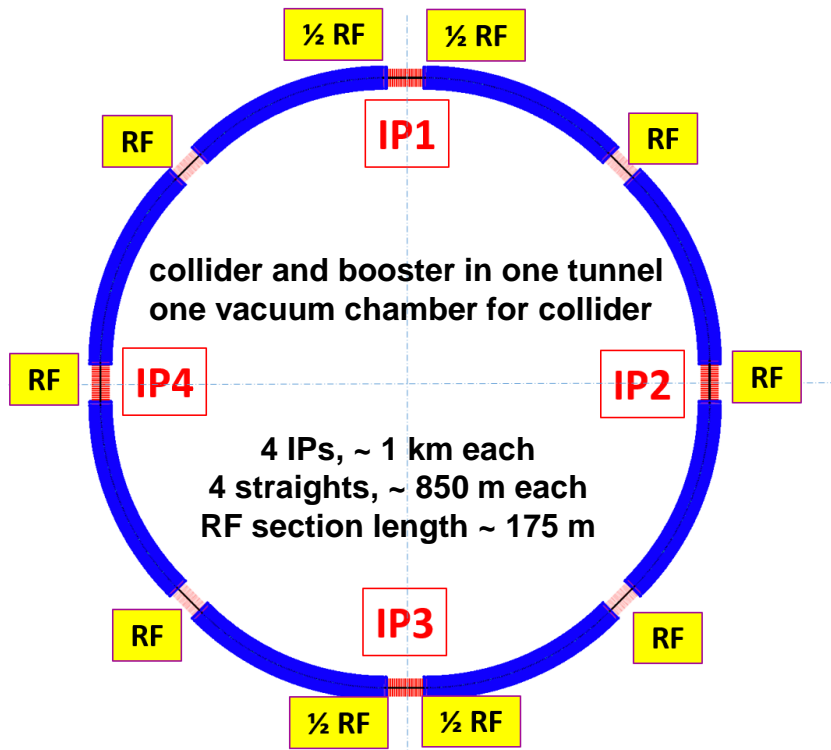 ½ RF ½ RF
IP1
RF RF
collider and booster in one tunnel
one vacuum chamber for collider
RF IP4 IP2 RF
4 IPs, ~ 1 km each
4 straights, ~ 850 m each
RF section length ~ 175 m
IP3
RF RF
½ RF ½ RF